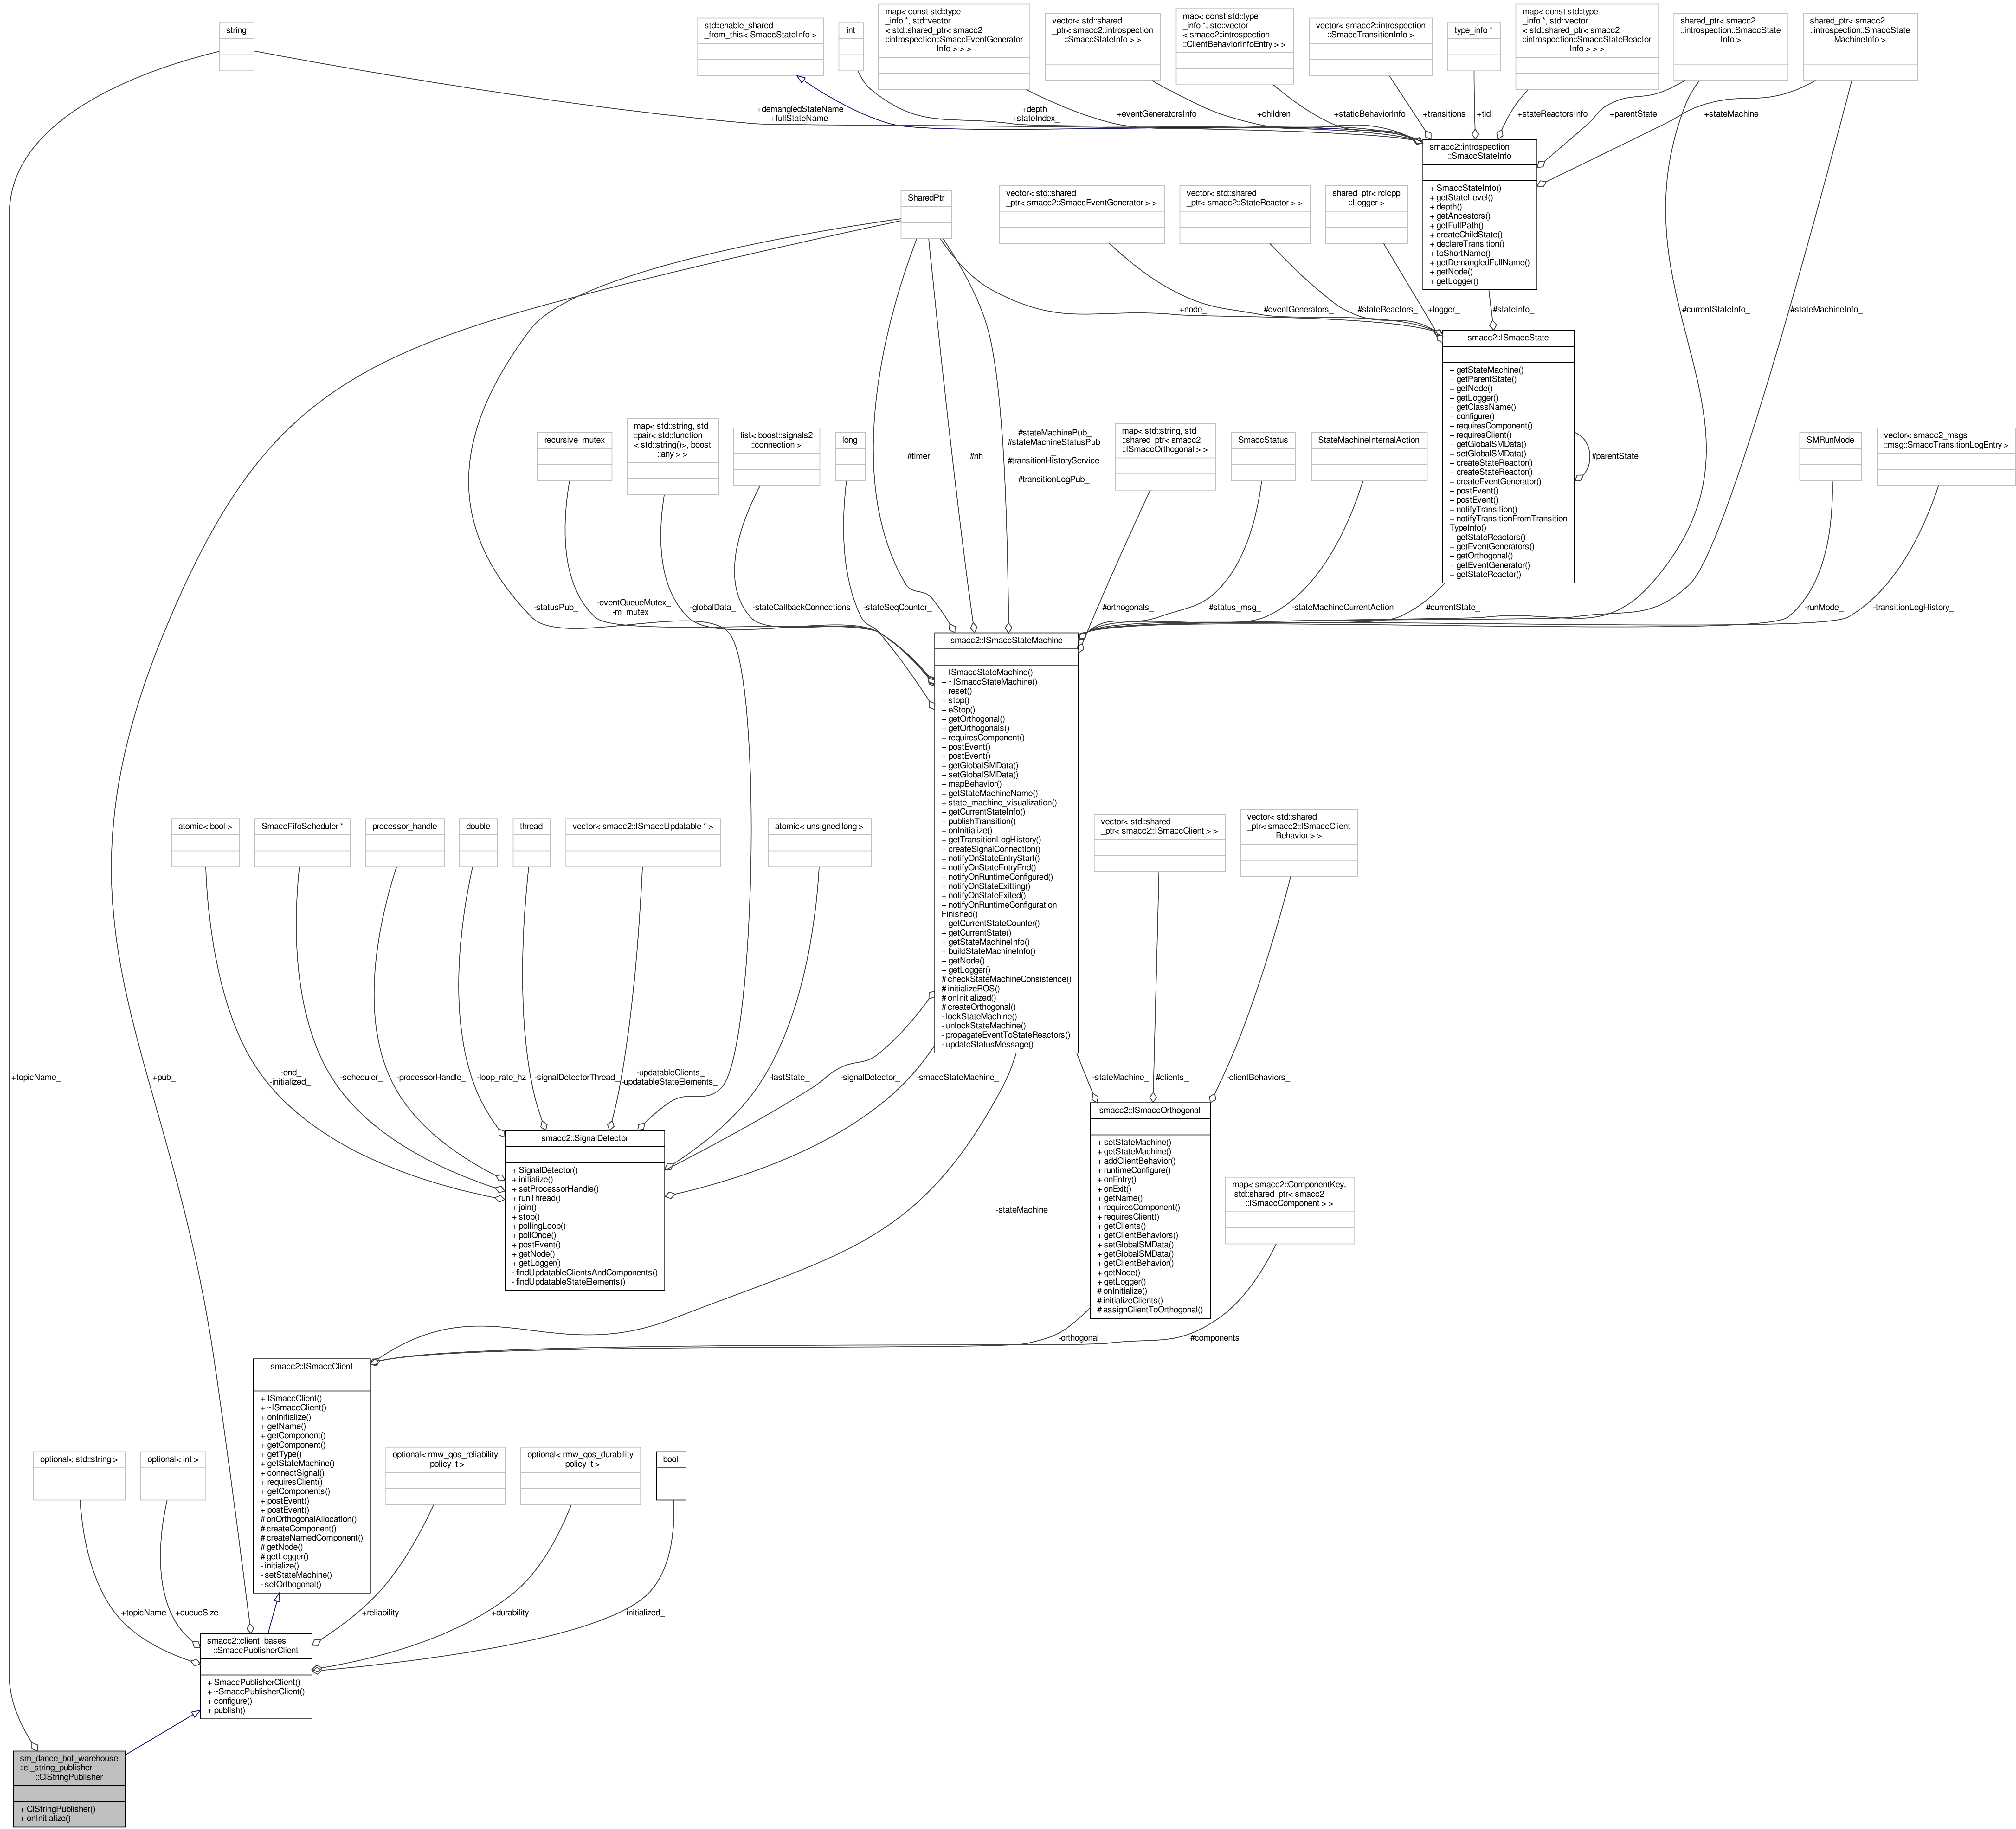 string
std::enable_shared
_from_this< SmaccStateInfo >
int
map< const std::type
_info *, std::vector
< std::shared_ptr< smacc2
::introspection::SmaccEventGenerator
Info > > >
vector< std::shared
_ptr< smacc2::introspection
::SmaccStateInfo > >
map< const std::type
_info *, std::vector
< smacc2::introspection
::ClientBehaviorInfoEntry > >
vector< smacc2::introspection
::SmaccTransitionInfo >
type_info *
map< const std::type
_info *, std::vector
< std::shared_ptr< smacc2
::introspection::SmaccStateReactor
Info > > >
shared_ptr< smacc2
::introspection::SmaccState
Info >
shared_ptr< smacc2
::introspection::SmaccState
MachineInfo >
+demangledStateName
+fullStateName
+depth_
+stateIndex_
+eventGeneratorsInfo
+children_
+staticBehaviorInfo
+transitions_
+tid_
+stateReactorsInfo
+parentState_
+stateMachine_
smacc2::introspection
::SmaccStateInfo
+ SmaccStateInfo()
+ getStateLevel()
+ depth()
+ getAncestors()
+ getFullPath()
+ createChildState()
+ declareTransition()
+ toShortName()
+ getDemangledFullName()
+ getNode()
+ getLogger()
SharedPtr
vector< std::shared
_ptr< smacc2::SmaccEventGenerator > >
vector< std::shared
_ptr< smacc2::StateReactor > >
shared_ptr< rclcpp
::Logger >
+node_
#eventGenerators_
#stateReactors_
+logger_
#stateInfo_
#currentStateInfo_
#stateMachineInfo_
smacc2::ISmaccState
+ getStateMachine()
+ getParentState()
+ getNode()
+ getLogger()
+ getClassName()
+ configure()
+ requiresComponent()
+ requiresClient()
+ getGlobalSMData()
+ setGlobalSMData()
+ createStateReactor()
+ createStateReactor()
+ createEventGenerator()
+ postEvent()
+ postEvent()
+ notifyTransition()
+ notifyTransitionFromTransition
TypeInfo()
+ getStateReactors()
+ getEventGenerators()
+ getOrthogonal()
+ getEventGenerator()
+ getStateReactor()
#parentState_
recursive_mutex
map< std::string, std
::pair< std::function
< std::string()>, boost
::any > >
list< boost::signals2
::connection >
long
#timer_
#nh_
#stateMachinePub_
#stateMachineStatusPub
_
#transitionHistoryService
_
#transitionLogPub_
map< std::string, std
::shared_ptr< smacc2
::ISmaccOrthogonal > >
SmaccStatus
StateMachineInternalAction
SMRunMode
vector< smacc2_msgs
::msg::SmaccTransitionLogEntry >
-statusPub_
-eventQueueMutex_
-m_mutex_
-globalData_
-stateCallbackConnections
-stateSeqCounter_
#orthogonals_
#status_msg_
-stateMachineCurrentAction
#currentState_
-runMode_
-transitionLogHistory_
smacc2::ISmaccStateMachine
+ ISmaccStateMachine()
+ ~ISmaccStateMachine()
+ reset()
+ stop()
+ eStop()
+ getOrthogonal()
+ getOrthogonals()
+ requiresComponent()
+ postEvent()
+ postEvent()
+ getGlobalSMData()
+ setGlobalSMData()
+ mapBehavior()
+ getStateMachineName()
+ state_machine_visualization()
+ getCurrentStateInfo()
+ publishTransition()
+ onInitialize()
+ getTransitionLogHistory()
+ createSignalConnection()
+ notifyOnStateEntryStart()
+ notifyOnStateEntryEnd()
+ notifyOnRuntimeConfigured()
+ notifyOnStateExitting()
+ notifyOnStateExited()
+ notifyOnRuntimeConfiguration
Finished()
+ getCurrentStateCounter()
+ getCurrentState()
+ getStateMachineInfo()
+ buildStateMachineInfo()
+ getNode()
+ getLogger()
# checkStateMachineConsistence()
# initializeROS()
# onInitialized()
# createOrthogonal()
- lockStateMachine()
- unlockStateMachine()
- propagateEventToStateReactors()
- updateStatusMessage()
atomic< bool >
SmaccFifoScheduler *
processor_handle
double
thread
vector< smacc2::ISmaccUpdatable * >
atomic< unsigned long >
vector< std::shared
_ptr< smacc2::ISmaccClient > >
vector< std::shared
_ptr< smacc2::ISmaccClient
Behavior > >
+topicName_
+pub_
-end_
-initialized_
-scheduler_
-processorHandle_
-loop_rate_hz
-signalDetectorThread_
-updatableClients_
-updatableStateElements_
-lastState_
-signalDetector_
-smaccStateMachine_
-stateMachine_
#clients_
-clientBehaviors_
smacc2::SignalDetector
+ SignalDetector()
+ initialize()
+ setProcessorHandle()
+ runThread()
+ join()
+ stop()
+ pollingLoop()
+ pollOnce()
+ postEvent()
+ getNode()
+ getLogger()
- findUpdatableClientsAndComponents()
- findUpdatableStateElements()
smacc2::ISmaccOrthogonal
+ setStateMachine()
+ getStateMachine()
+ addClientBehavior()
+ runtimeConfigure()
+ onEntry()
+ onExit()
+ getName()
+ requiresComponent()
+ requiresClient()
+ getClients()
+ getClientBehaviors()
+ setGlobalSMData()
+ getGlobalSMData()
+ getClientBehavior()
+ getNode()
+ getLogger()
# onInitialize()
# initializeClients()
# assignClientToOrthogonal()
map< smacc2::ComponentKey,
std::shared_ptr< smacc2
::ISmaccComponent > >
-stateMachine_
-orthogonal_
#components_
smacc2::ISmaccClient
+ ISmaccClient()
+ ~ISmaccClient()
+ onInitialize()
+ getName()
+ getComponent()
+ getComponent()
+ getType()
+ getStateMachine()
+ connectSignal()
+ requiresClient()
+ getComponents()
+ postEvent()
+ postEvent()
# onOrthogonalAllocation()
# createComponent()
# createNamedComponent()
# getNode()
# getLogger()
- initialize()
- setStateMachine()
- setOrthogonal()
optional< std::string >
optional< int >
optional< rmw_qos_reliability
_policy_t >
optional< rmw_qos_durability
_policy_t >
bool
+topicName
+queueSize
+reliability
+durability
-initialized_
smacc2::client_bases
::SmaccPublisherClient
+ SmaccPublisherClient()
+ ~SmaccPublisherClient()
+ configure()
+ publish()
sm_dance_bot_warehouse
::cl_string_publisher
::ClStringPublisher
+ ClStringPublisher()
+ onInitialize()